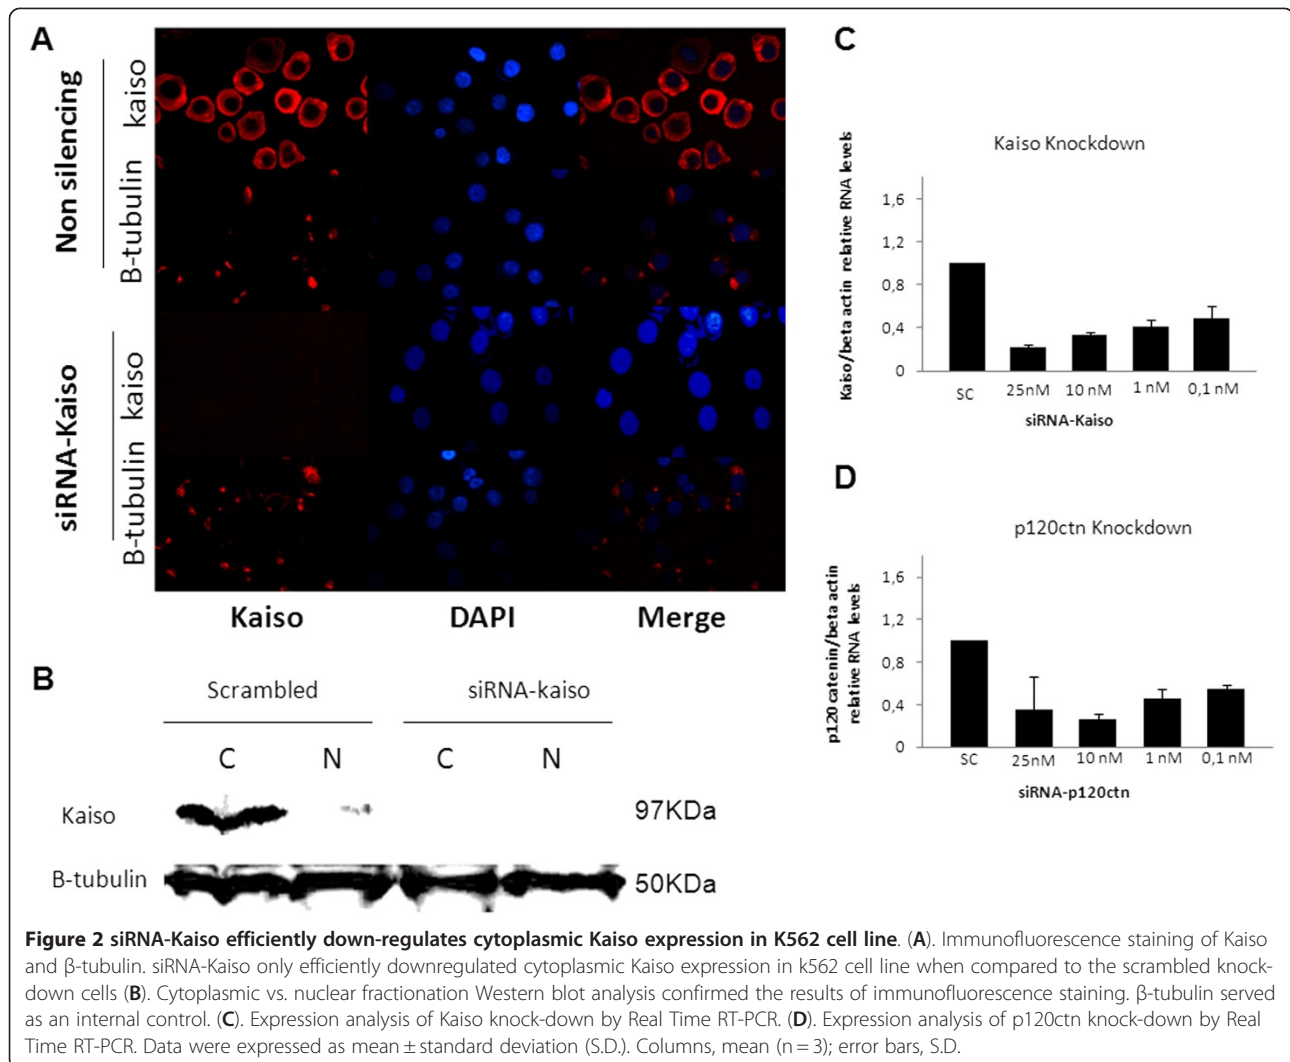 A
Non silencing
kaiso
B-tubulin
siRNA-Kaiso
kaiso
B-tubulin
Kaiso DAPI Merge
B
Scrambled siRNA-kaiso
C N C N
Kaiso 97KDa
B-tubulin 50KDa
C
Kaiso Knockdown
Kaiso/beta actin relative RNA levels
1,6
1,2
0,8
0,4
0
SC 25nM 10 nM 1 nM 0,1 nM
siRNA-Kaiso
D
p120ctn Knockdown
p120 catenin/beta actin
relative RNA levels
1,6
1,2
0,8
0,4
0
SC 25nM 10 nM 1 nM 0,1 nM
siRNA-p120ctn
Figure 2 siRNA-Kaiso efficiently down-regulates cytoplasmic Kaiso expression in K562 cell line. (A). Immunofluorescence staining of Kaiso
and β-tubulin. siRNA-Kaiso only efficiently downregulated cytoplasmic Kaiso expression in k562 cell line when compared to the scrambled knock-
down cells (B). Cytoplasmic vs. nuclear fractionation Western blot analysis confirmed the results of immunofluorescence staining. β-tubulin served
as an internal control. (C). Expression analysis of Kaiso knock-down by Real Time RT-PCR. (D). Expression analysis of p120ctn knock-down by Real
Time RT-PCR. Data were expressed as mean ± standard deviation (S.D.). Columns, mean (n = 3); error bars, S.D.